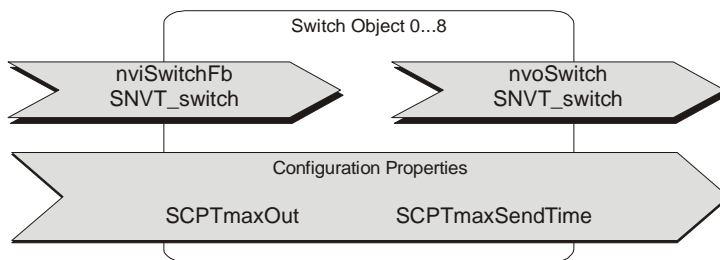 Switch Object 0...8
nviSwitchFb
SNVT_switch
nvoSwitch
SNVT_switch
Configuration Properties
SCPTmaxOut
SCPTmaxSendTime